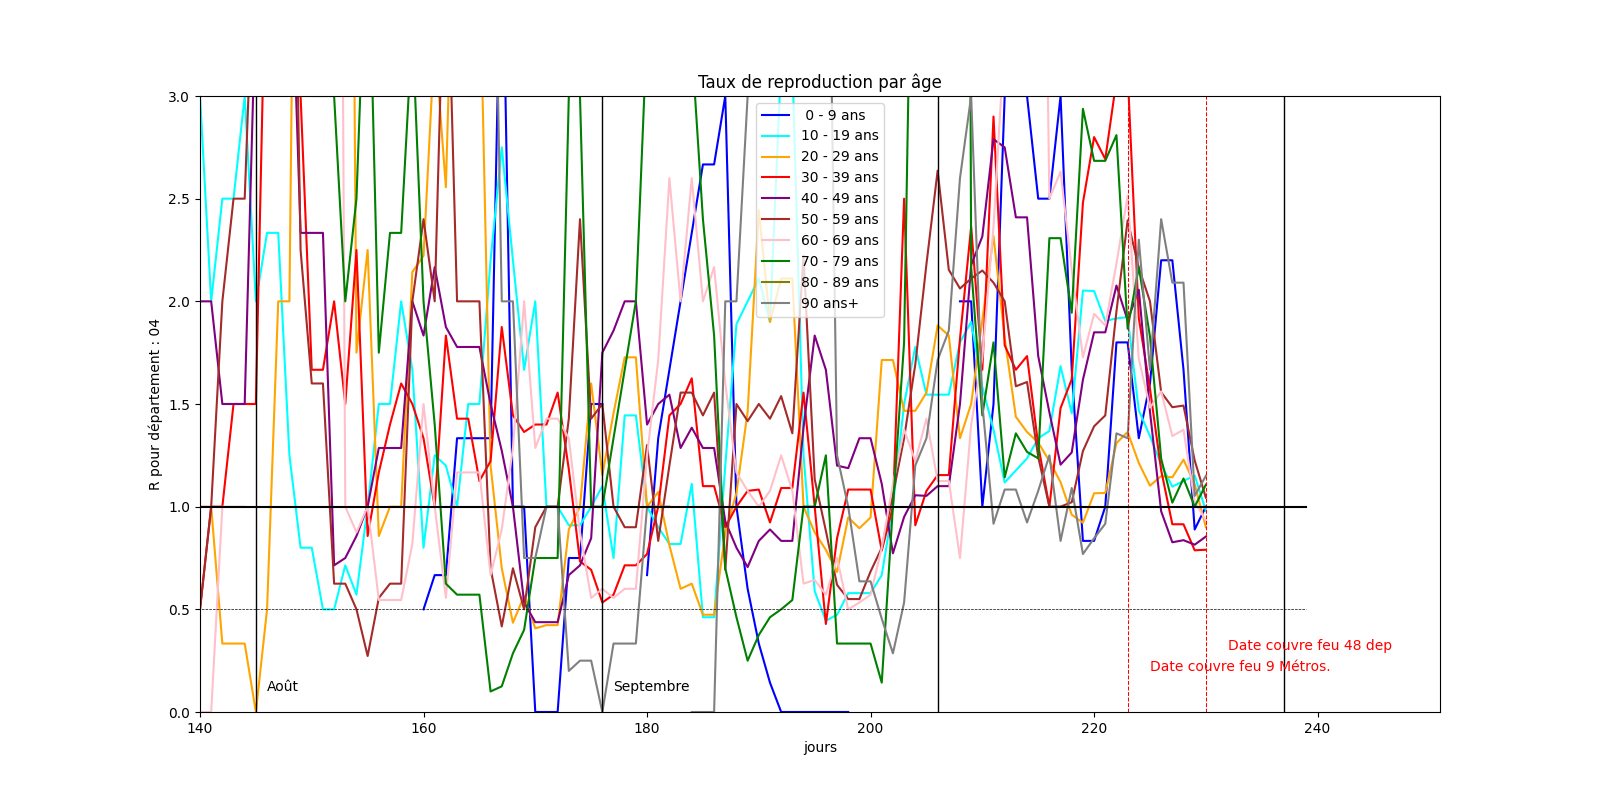 Taux de reproduction par âge
3.0
2.5
2.0
1.5
1.0
0.5
0.0
R pour département : 04
0 - 9 ans
10 - 19 ans
20 - 29 ans
30 - 39 ans
40 - 49 ans
50 - 59 ans
60 - 69 ans
70 - 79 ans
80 - 89 ans
90 ans+
Date couvre feu 48 dep
Date couvre feu 9 Métros.
Août
Septembre
140
160
180
200
220
240
jours